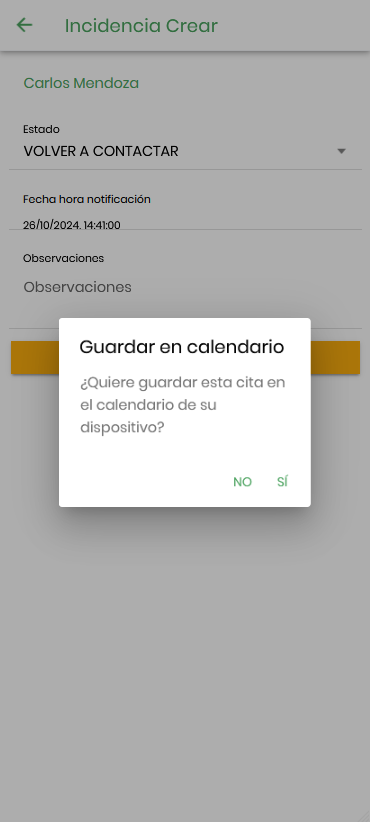 Incidencia Crear
Carlos Mendoza
Estado
VOLVER A CONTACTAR
Fecha hora notificación
26/10/2024, 14:41:00
Observaciones
Observaciones
Guardar en calendario
¿Quiere guardar esta cita en
el calendario de su
dispositivo?
NO SÍ